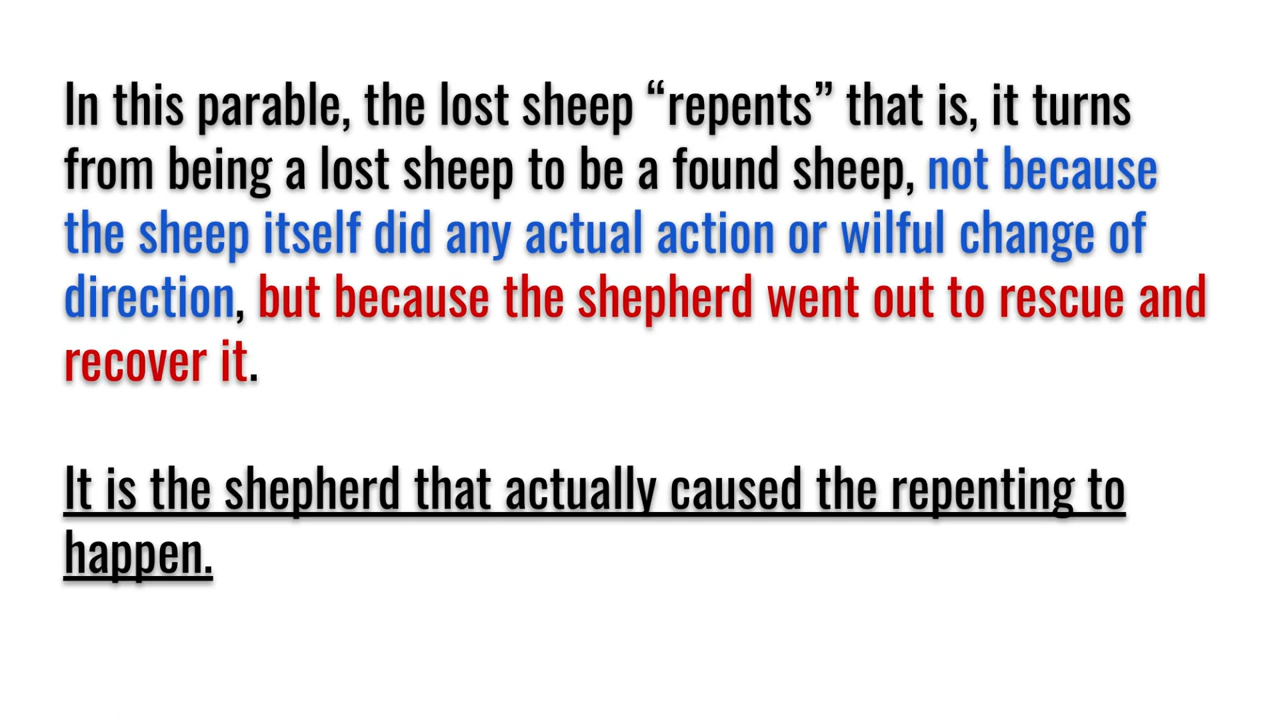 In this parable, the lost sheep “repents” that is, it turns
from being a lost sheep to be a found sheep, not because
the sheep itself did any actual action or wilful change of
direction, but because the shepherd went out to rescue and
recover it.
It is the shepherd that actually caused the repenting to
happen.